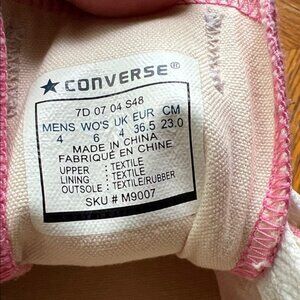 ★ CONVERSE®
7D 07 04 S48
MENS WO'S UK EUR CM
4 6 4 36.5 23.0
MADE IN CHINA
FABRIQUÉ EN CHINE
UPPER : TEXTILE
LINING : TEXTILE
OUTSOLE : TEXTILE/RUBBER
SKU # M9007